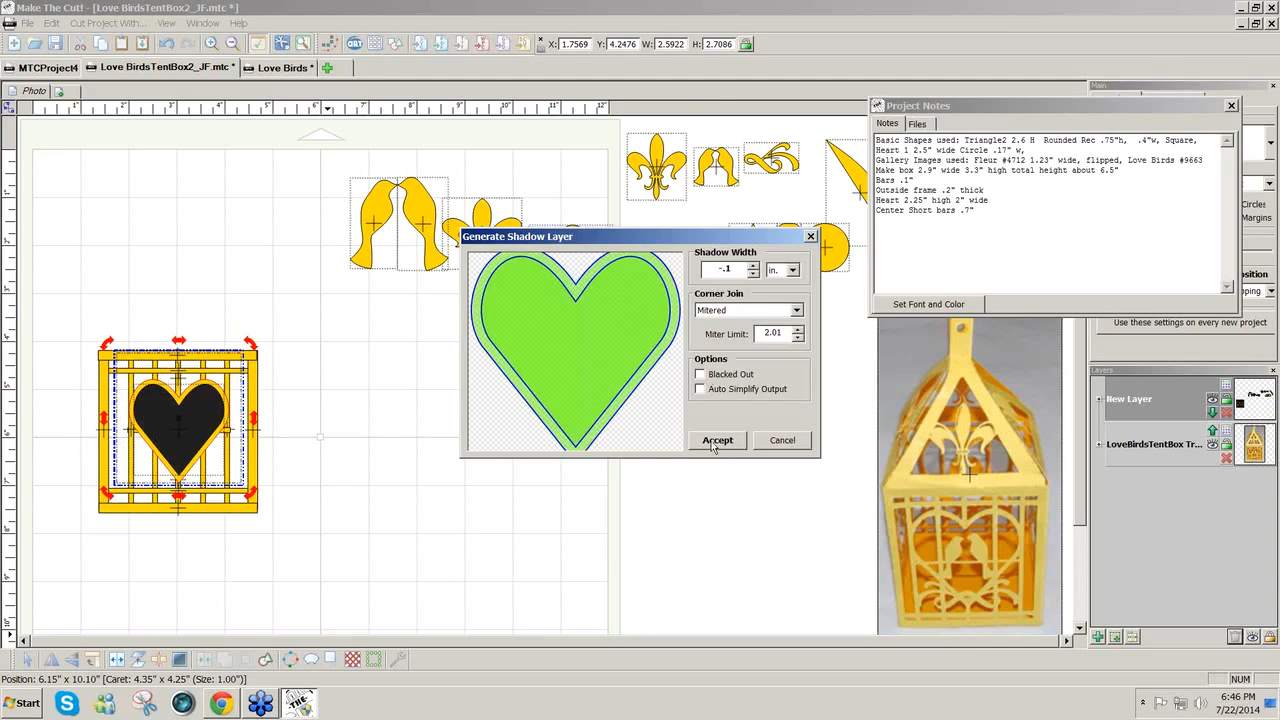 Make The Cut! - [Love BirdsTentBox2_JF.mtc *]
File Edit Cut Project With... View Window Help
X: 1.7569 Y: 4.2476 W: 2.5922 H: 2.7086
MTCProject4 Love BirdsTentBox2_JF.mtc * Love Birds *
Photo
Main
Project Notes
Notes Files
Basic Shapes used: Triangle2 2.6 H Rounded Rec .75"h, .4"w, Square,
Heart 1 2.5" wide Circle .17" w,
Gallery Images used: Fleur #4712 1.23" wide, flipped, Love Birds #9663
Make box 2.9" wide 3.3" high total height about 6.5"
Bars .1"
Outside frame .2" thick
Heart 2.25" high 2" wide
Center Short bars .7"
Set Font and Color
Circles
Margins
Position
Use these settings on every new project
Generate Shadow Layer
Shadow Width
-.1 in.
Corner Join
Mitered
Miter Limit: 2.01
Options
Blacked Out
Auto Simplify Output
Accept Cancel
Layers
New Layer
LoveBirdsTentBox Tr...
Position: 6.15" x 10.10" [Caret: 4.35" x 4.25" (Size: 1.00")]
NUM
Start
6:46 PM
7/22/2014